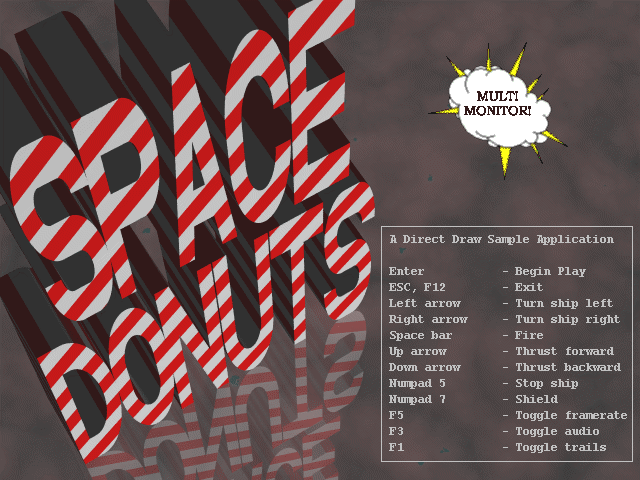 SPACE
DONUTS
MULTI
MONITOR!
A Direct Draw Sample Application
Enter - Begin Play
ESC, F12 - Exit
Left arrow - Turn ship left
Right arrow - Turn ship right
Space bar - Fire
Up arrow - Thrust forward
Down arrow - Thrust backward
Numpad 5 - Stop ship
Numpad 7 - Shield
F5 - Toggle framerate
F3 - Toggle audio
F1 - Toggle trails